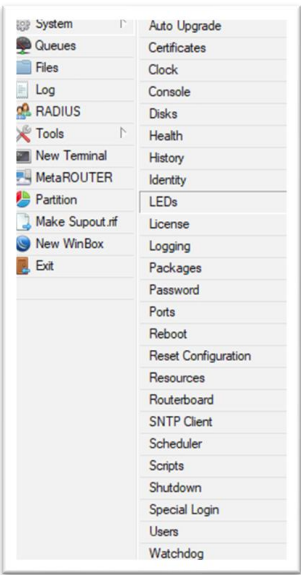 System
Queues
Files
Log
RADIUS
Tools
New Terminal
MetaROUTER
Partition
Make Supout.rif
New WinBox
Exit
Auto Upgrade
Certificates
Clock
Console
Disks
Health
History
Identity
LEDs
License
Logging
Packages
Password
Ports
Reboot
Reset Configuration
Resources
Routerboard
SNTP Client
Scheduler
Scripts
Shutdown
Special Login
Users
Watchdog